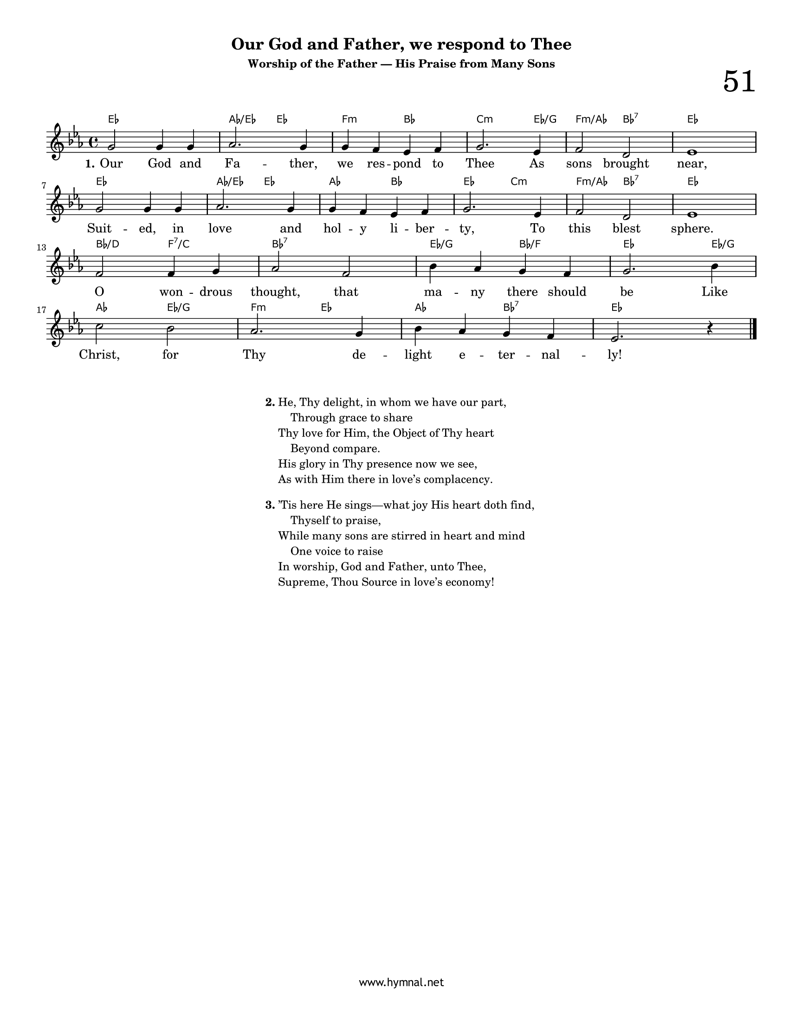 Our God and Father, we respond to Thee
Worship of the Father — His Praise from Many Sons
51
E♭ A♭/E♭ E♭ Fm B♭ Cm E♭/G Fm/A♭ B♭7 E♭
1. Our God and Fa - ther, we res - pond to Thee As sons brought near,
7
E♭ A♭/E♭ E♭ A♭ B♭ E♭ Cm Fm/A♭ B♭7 E♭
Suit - ed, in love and hol - y li - ber - ty, To this blest sphere.
13
B♭/D F7/C B♭7 E♭/G B♭/F E♭ E♭/G
O won - drous thought, that ma - ny there should be Like
17
A♭ E♭/G Fm E♭ A♭ B♭7 E♭
Christ, for Thy de - light e - ter - nal - ly!
2. He, Thy delight, in whom we have our part,
Through grace to share
Thy love for Him, the Object of Thy heart
Beyond compare.
His glory in Thy presence now we see,
As with Him there in love's complacency.
3. 'Tis here He sings—what joy His heart doth find,
Thyself to praise,
While many sons are stirred in heart and mind
One voice to raise
In worship, God and Father, unto Thee,
Supreme, Thou Source in love's economy!
www.hymnal.net